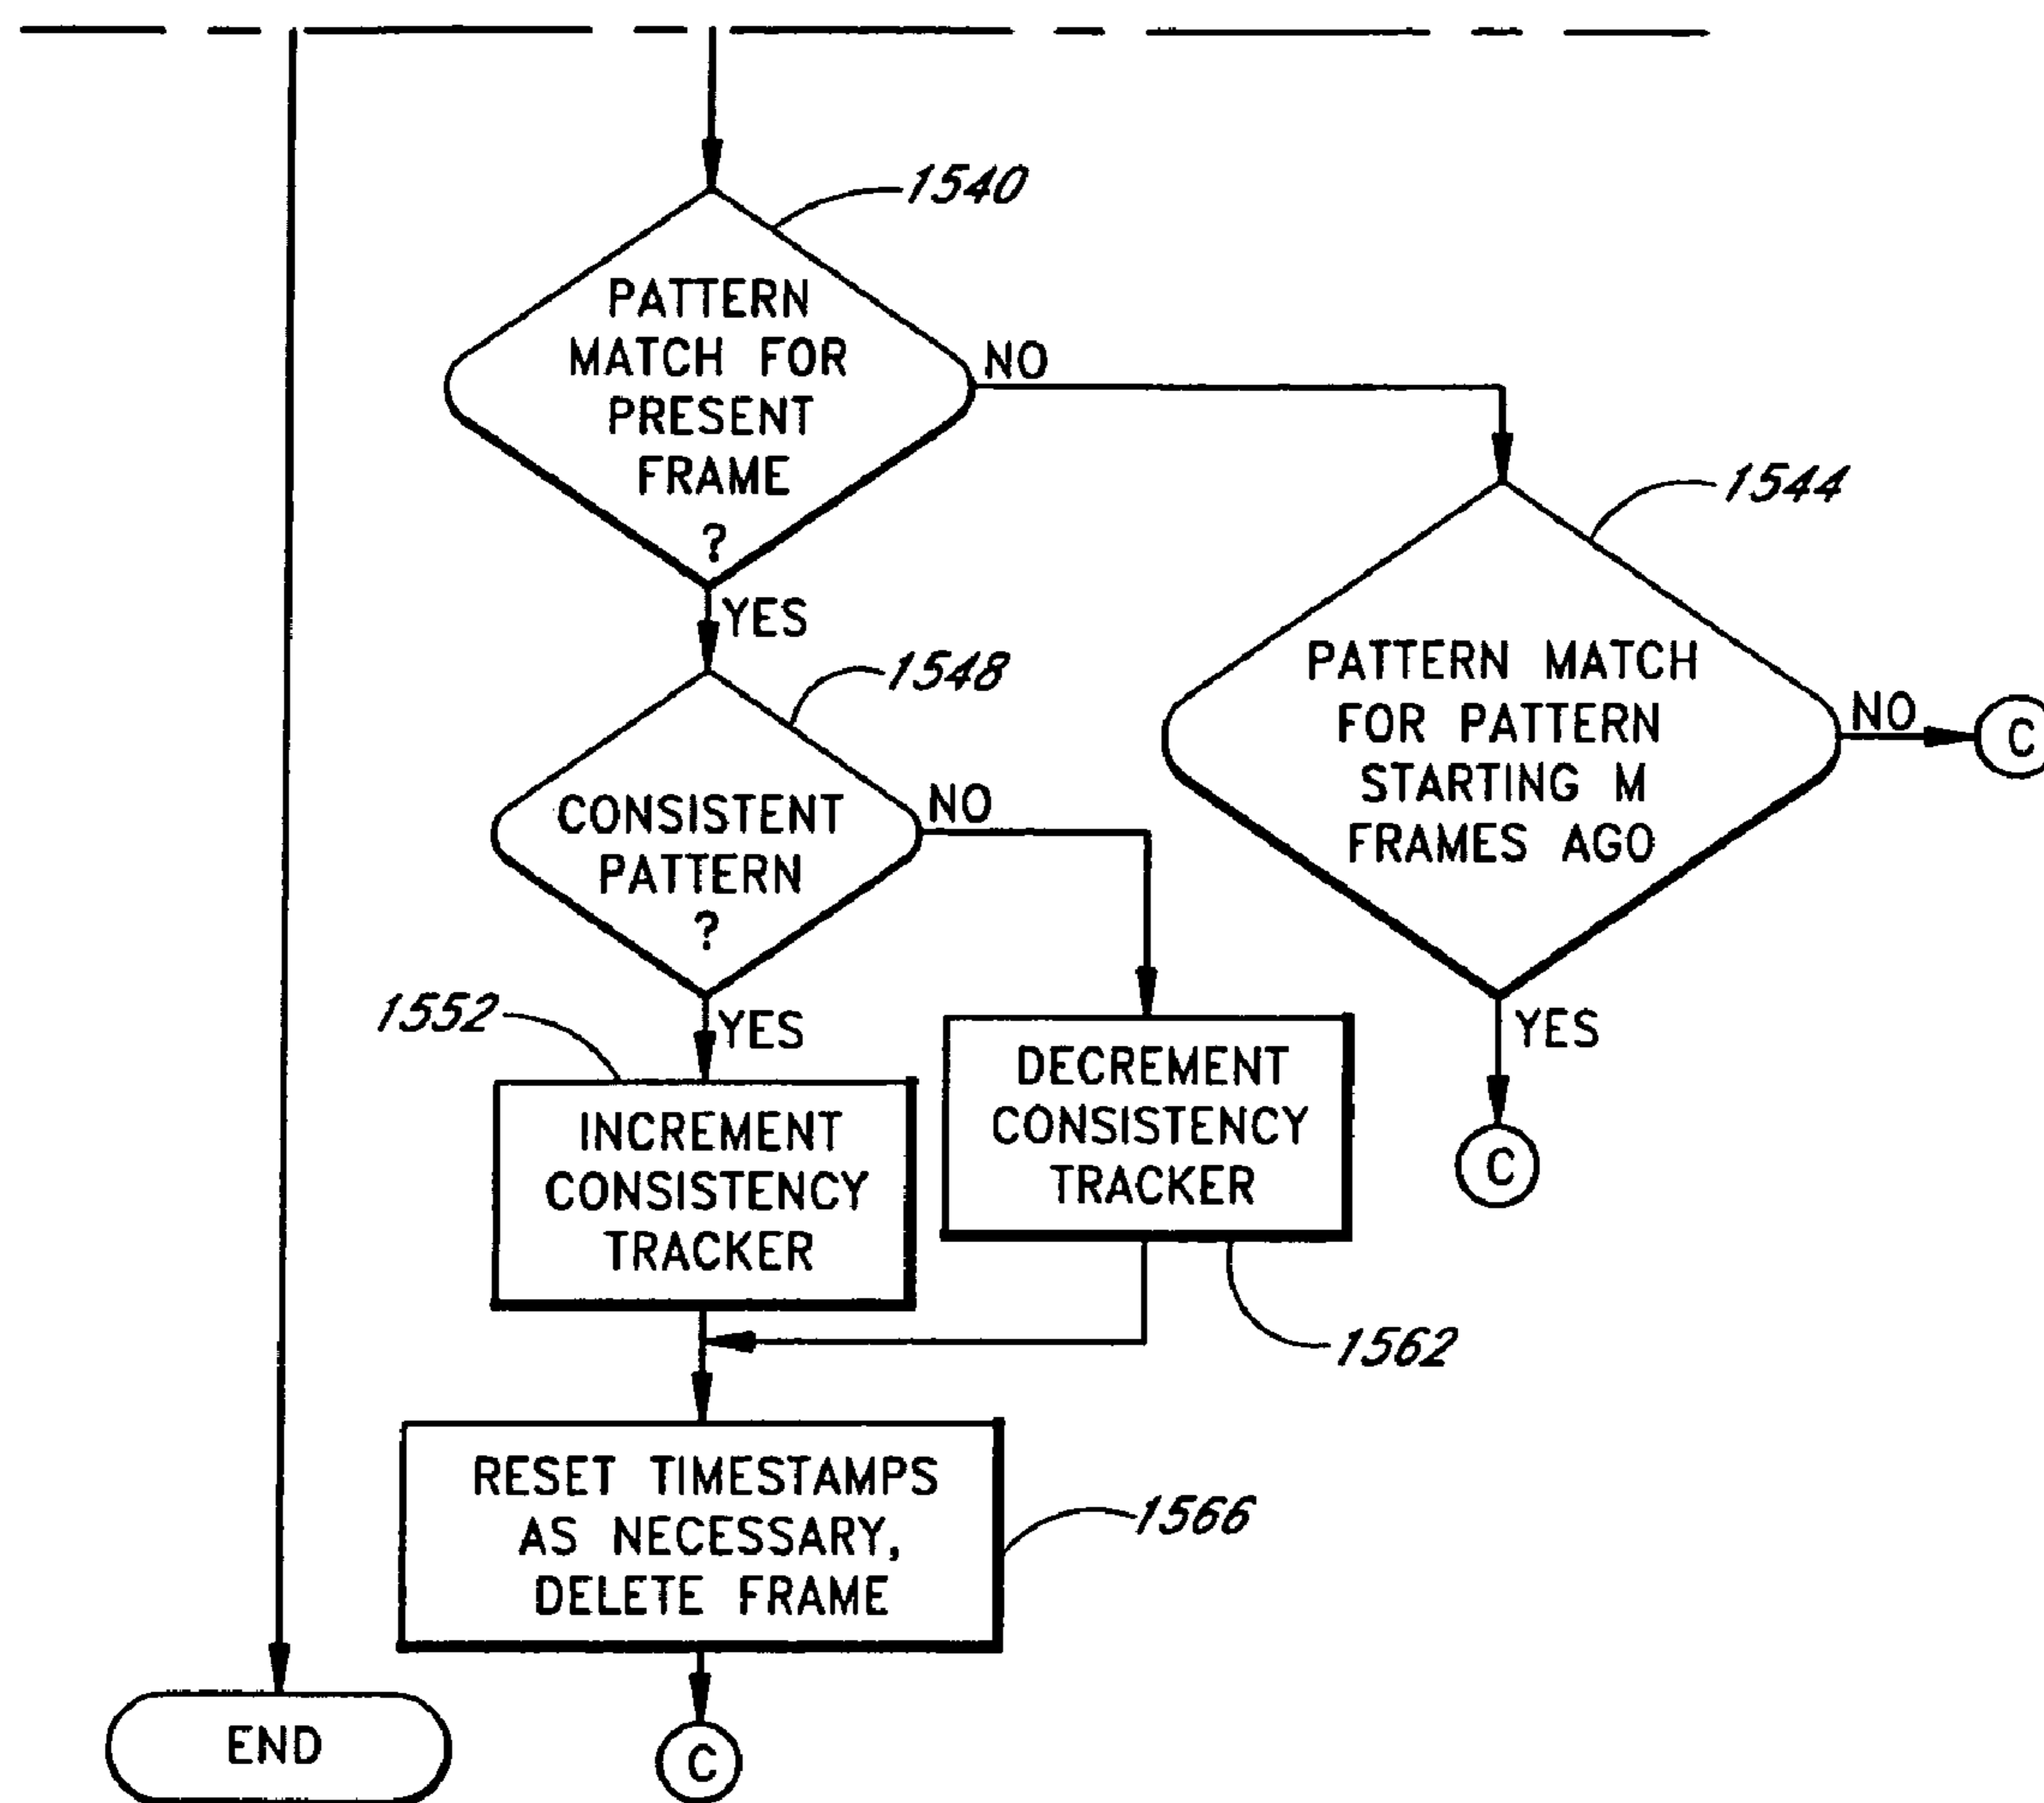 1540
PATTERN
MATCH FOR
PRESENT
FRAME
?
NO
YES
1544
PATTERN MATCH
FOR PATTERN
STARTING M
FRAMES AGO
NO
C
YES
C
1548
CONSISTENT
PATTERN
?
NO
YES
1552
INCREMENT
CONSISTENCY
TRACKER
DECREMENT
CONSISTENCY
TRACKER
1562
RESET TIMESTAMPS
AS NECESSARY,
DELETE FRAME
1566
END
C